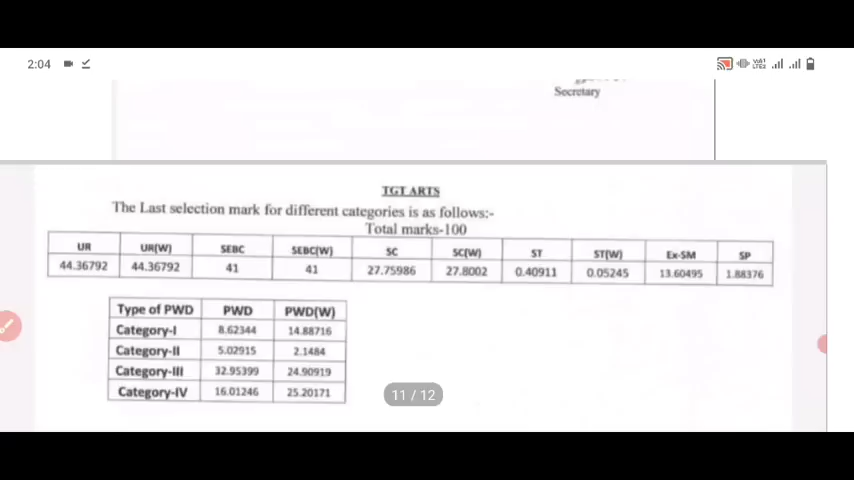 2:04
Secretary
TGT ARTS
The Last selection mark for different categories is as follows:-
Total marks-100
UR UR(W) SEBC SEBC(W) SC SC(W) ST ST(W) Ex-SM SP
44.36792 44.36792 41 41 27.75986 27.8002 0.40911 0.05245 13.60495 1.88376
Type of PWD PWD PWD(W)
Category-I 8.62344 14.88716
Category-II 5.02915 2.1484
Category-III 32.95399 24.90919
Category-IV 16.01246 25.20171
11 / 12